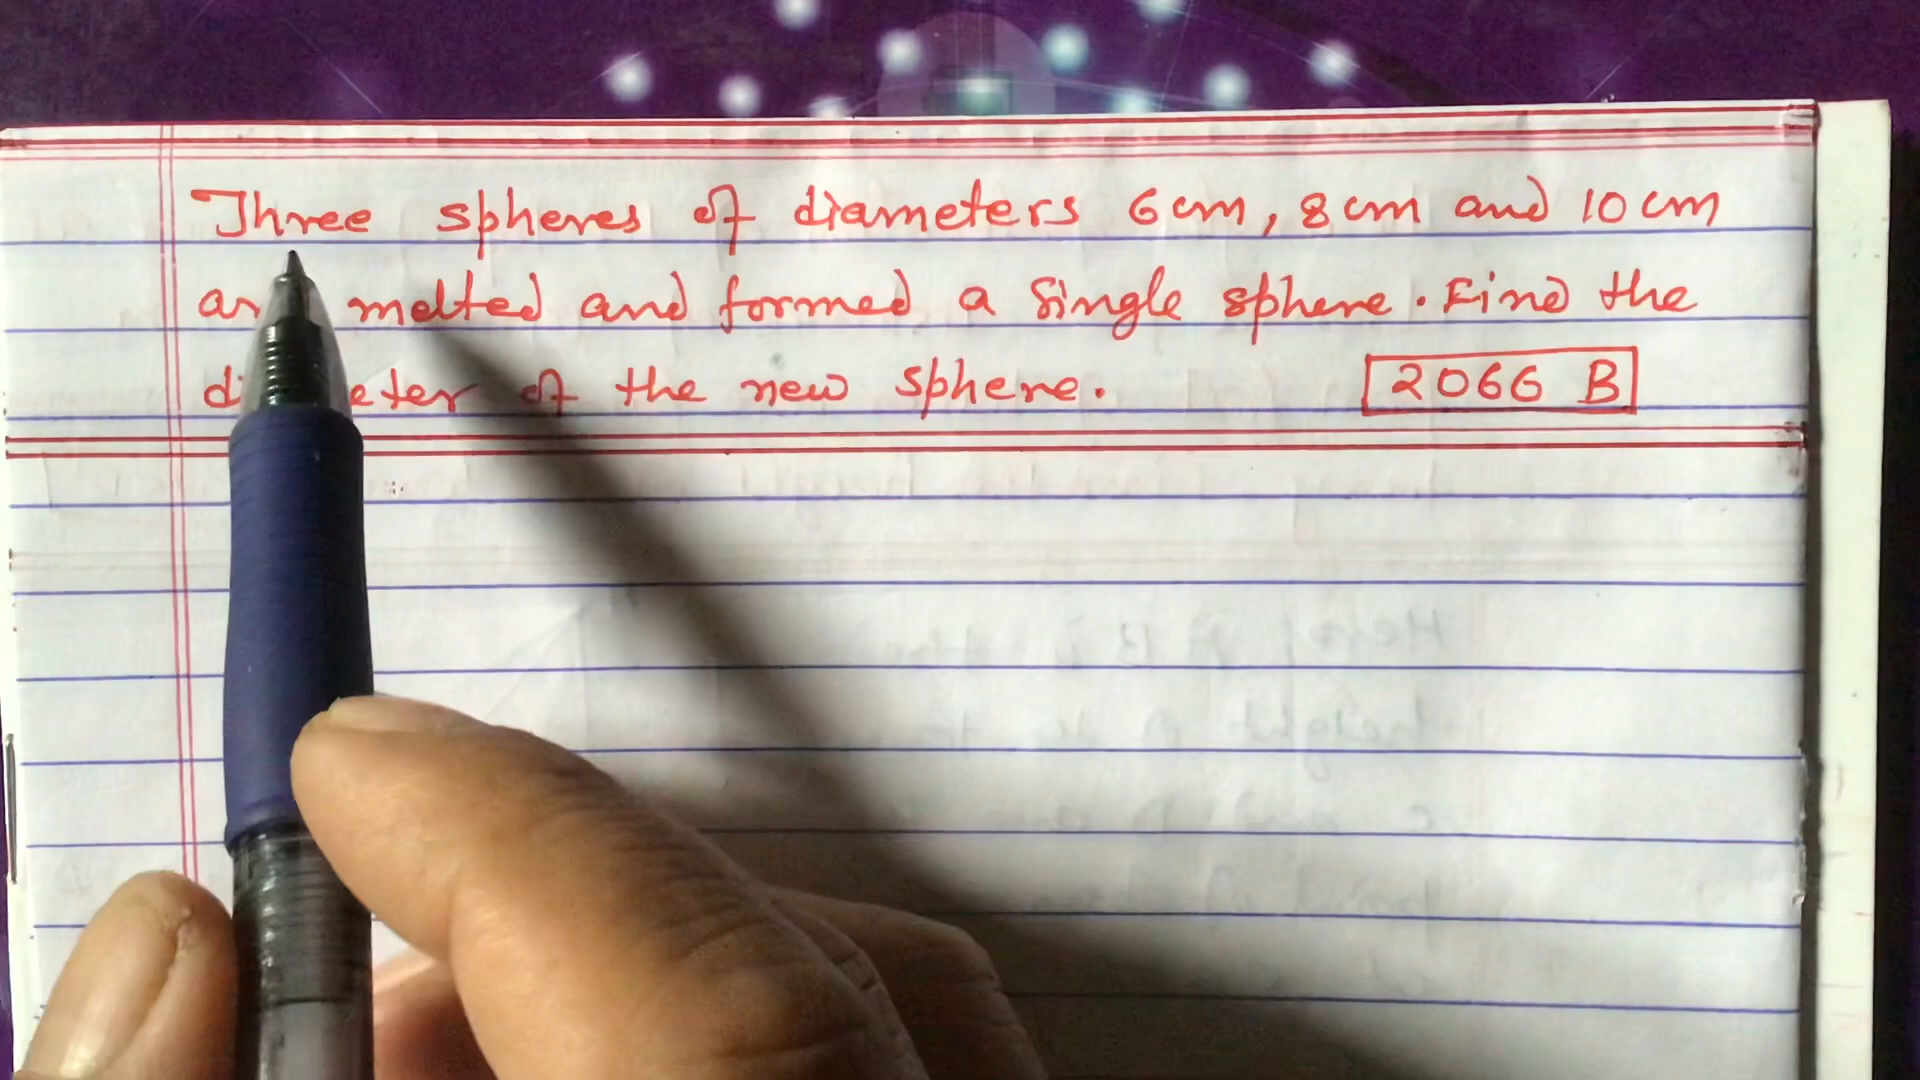 Three spheres of diameters 6cm, 8cm and 10cm
melted and formed a single sphere. Find the
of the new sphere. 2066 B